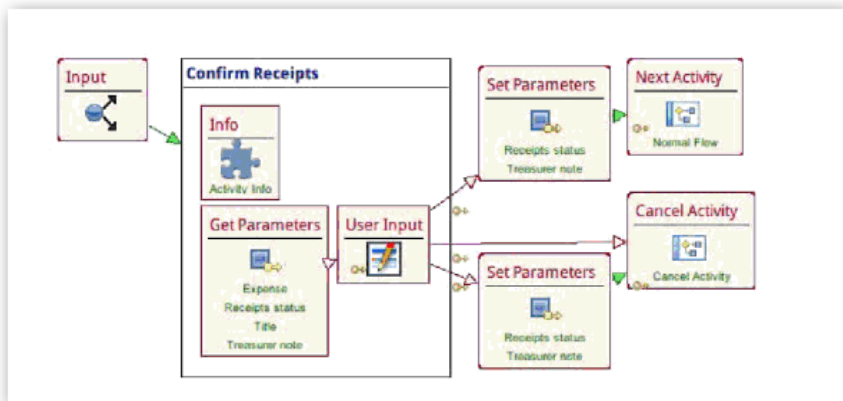 Input
Confirm Receipts
Info
Activity Info
Get Parameters
Expense
Receipts status
Title
Treasurer note
User Input
Set Parameters
Receipts status
Treasurer note
Next Activity
Normal Flow
Cancel Activity
Cancel Activity
Set Parameters
Receipts status
Treasurer note